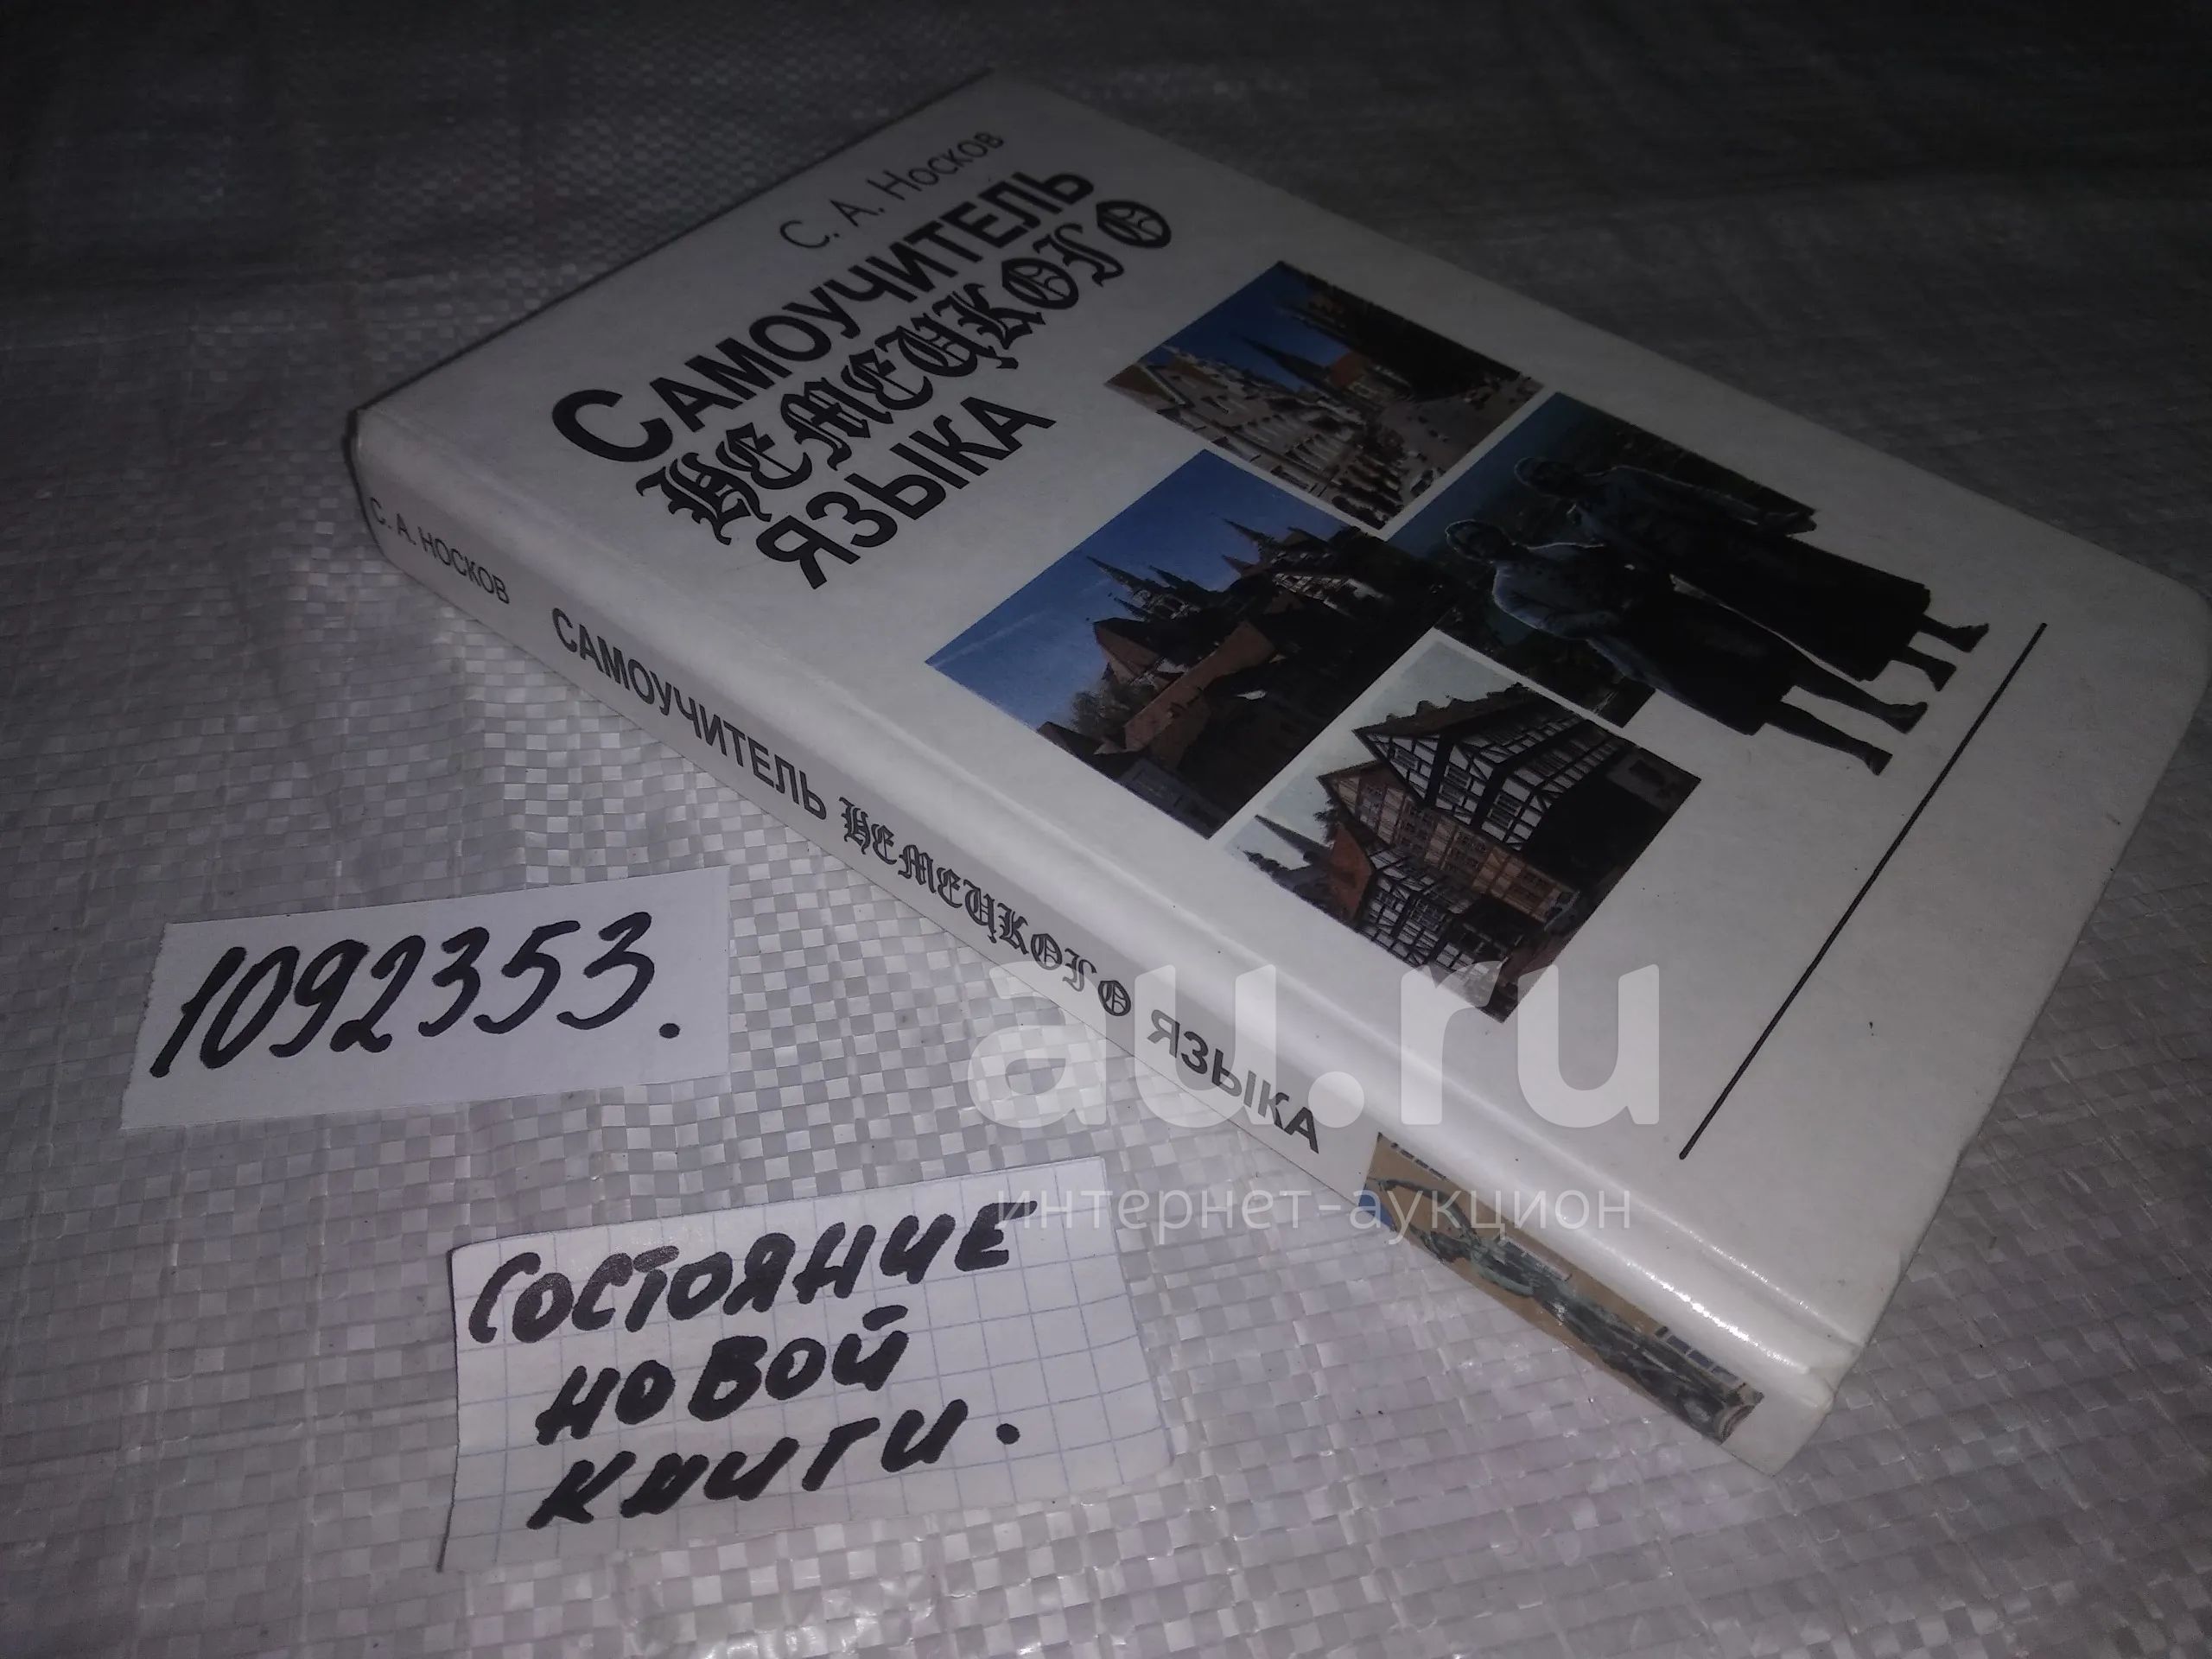 С. А. Носков
САМОУЧИТЕЛЬ
НЕМЕЦКОГО
ЯЗЫКА
С. А. НОСКОВ САМОУЧИТЕЛЬ НЕМЕЦКОГО ЯЗЫКА
1092353.
au.ru
интернет-аукцион
СОСТОЯНИЕ
НОВОЙ
КНИГИ.